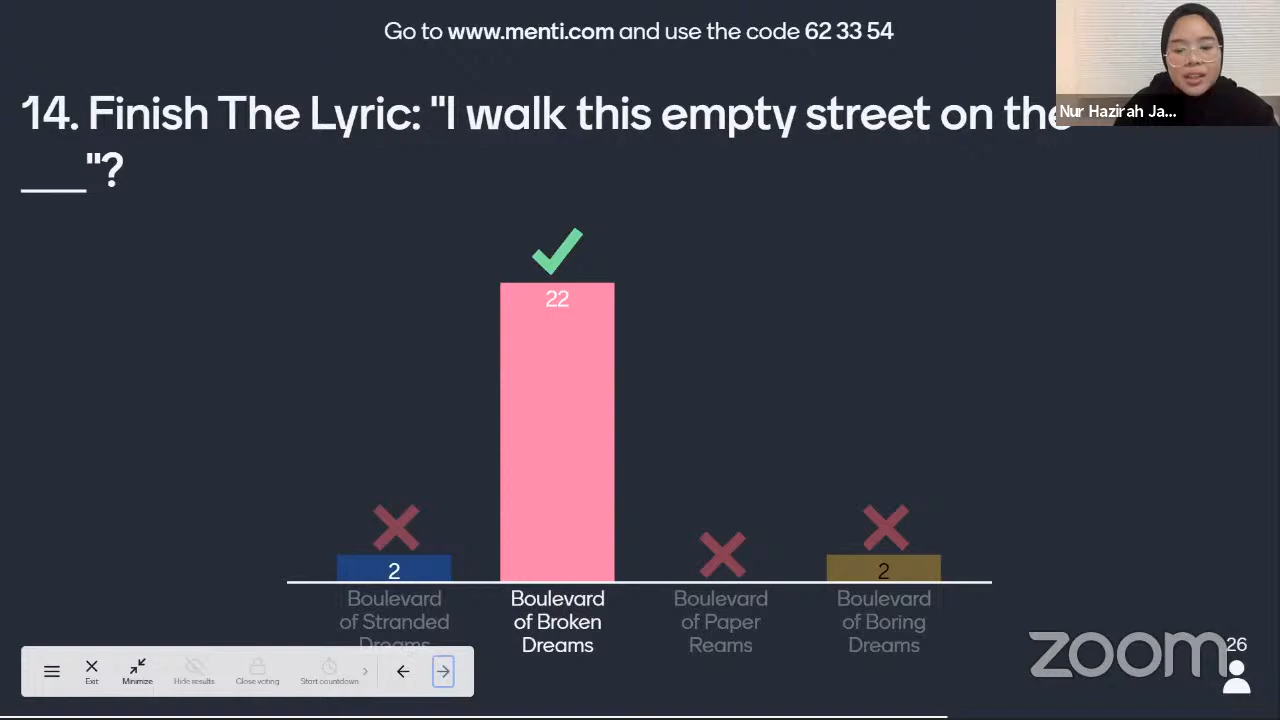 Go to www.menti.com and use the code 62 33 54
14. Finish The Lyric: "I walk this empty street on the
___"?
Nur Hazirah Ja...
22
2
2
Boulevard
of Stranded
Dreams
Boulevard
of Broken
Dreams
Boulevard
of Paper
Reams
Boulevard
of Boring
Dreams
Exit
Minimize
Hide results
Close voting
Start countdown
zoom
26